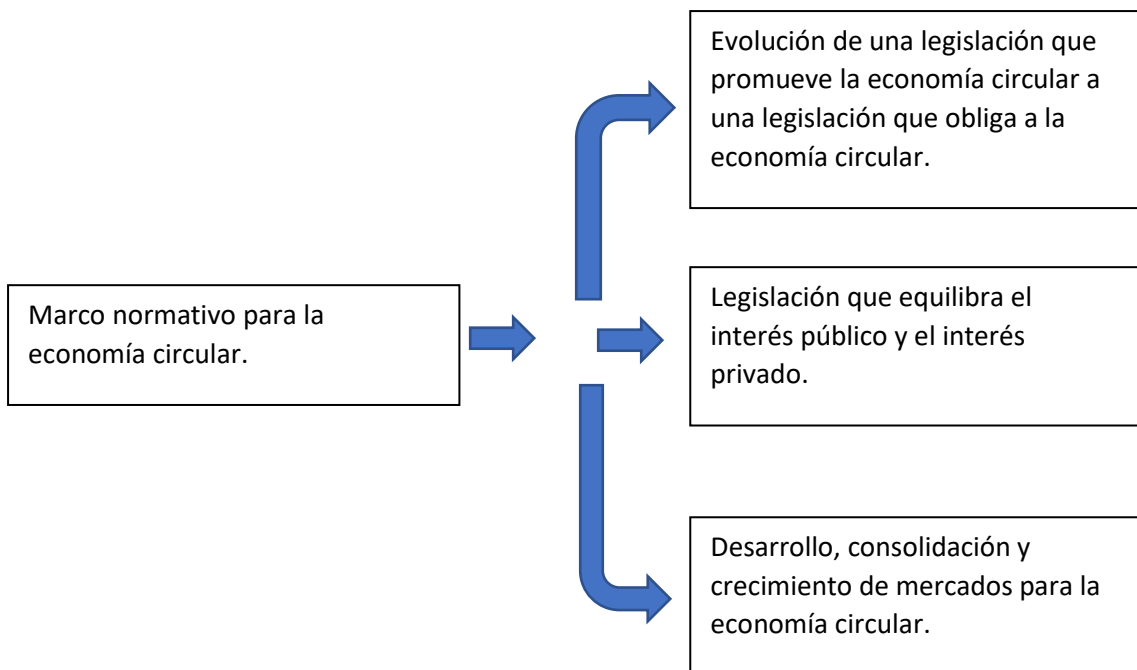 Evolución de una legislación que
promueve la economía circular a
una legislación que obliga a la
economía circular.
Marco normativo para la
economía circular.
Legislación que equilibra el
interés público y el interés
privado.
Desarrollo, consolidación y
crecimiento de mercados para la
economía circular.